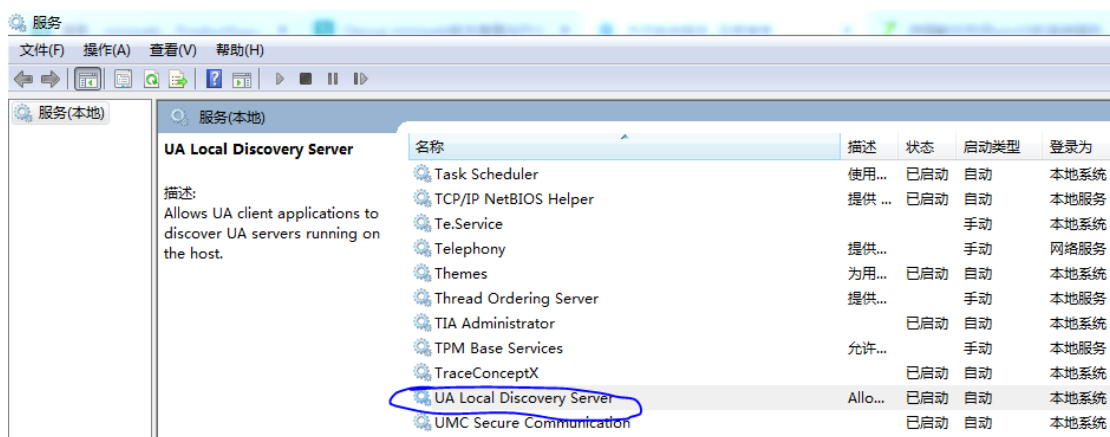 服务
文件(F) 操作(A) 查看(V) 帮助(H)
服务(本地)
服务(本地)
UA Local Discovery Server
描述:
Allows UA client applications to
discover UA servers running on
the host.
名称 描述 状态 启动类型 登录为
Task Scheduler 使用... 已启动 自动 本地系统
TCP/IP NetBIOS Helper 提供 ... 已启动 自动 本地服务
Te.Service 手动 本地系统
Telephony 提供... 手动 网络服务
Themes 为用... 已启动 自动 本地系统
Thread Ordering Server 提供... 手动 本地服务
TIA Administrator 已启动 自动 本地系统
TPM Base Services 允许... 手动 本地服务
TraceConceptX 已启动 自动 本地系统
UA Local Discovery Server Allo... 已启动 自动 本地系统
UMC Secure Communication 已启动 自动 本地系统